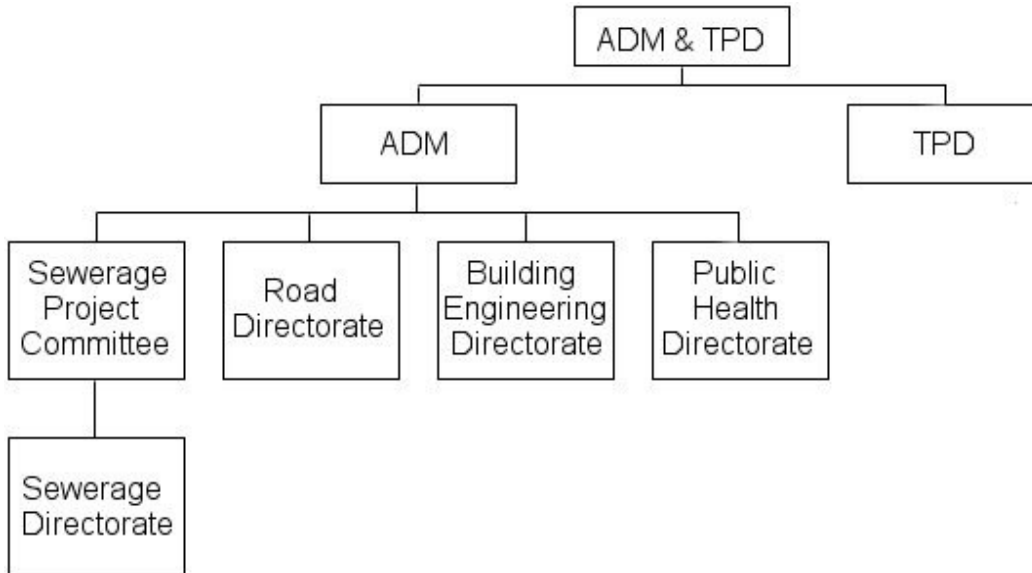 ADM & TPD
ADM
TPD
Sewerage
Project
Committee
Road
Directorate
Building
Engineering
Directorate
Public
Health
Directorate
Sewerage
Directorate